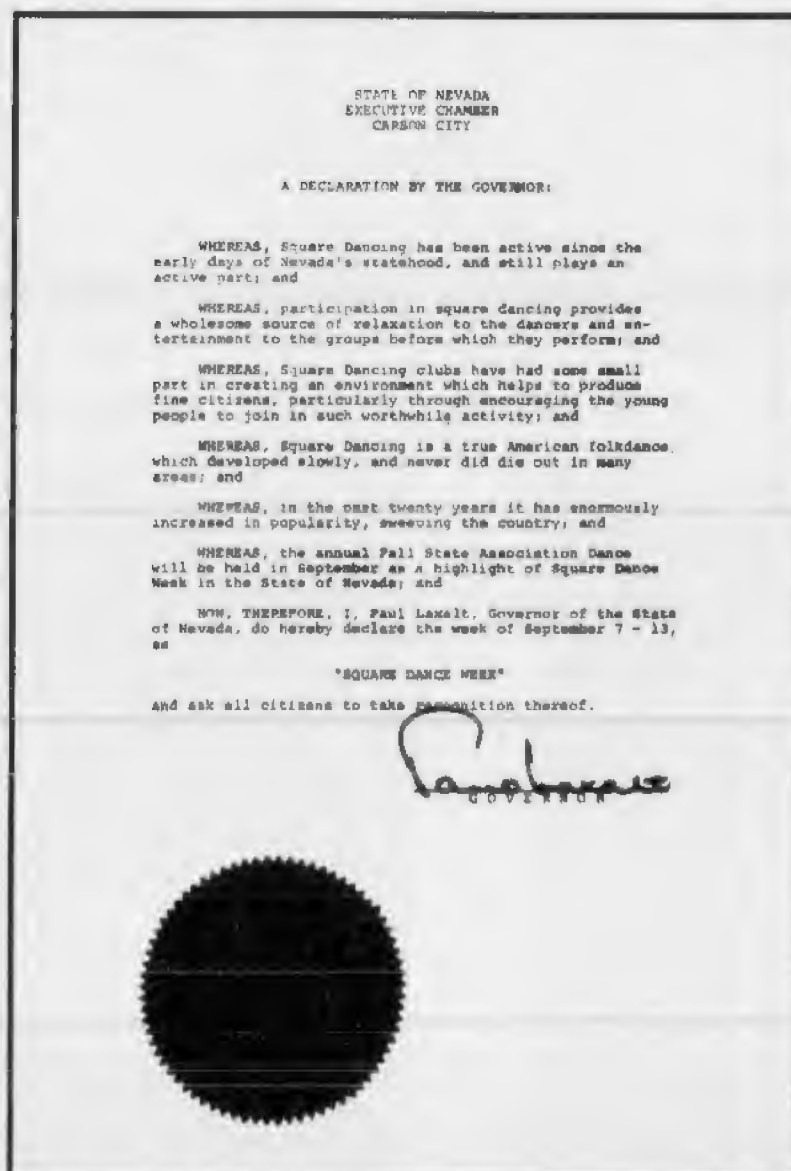 STATE OF NEVADA
EXECUTIVE CHAMBER
CARSON CITY
A DECLARATION BY THE GOVERNOR:
WHEREAS, Square Dancing has been active since the
early days of Nevada's statehood, and still plays an
active part; and
WHEREAS, participation in square dancing provides
a wholesome source of relaxation to the dancers and en-
tertainment to the groups before which they perform; and
WHEREAS, Square Dancing clubs have had some small
part in creating an environment which helps to produce
fine citizens, particularly through encouraging the young
people to join in such worthwhile activity; and
WHEREAS, Square Dancing is a true American folkdance,
which developed slowly, and never did die out in many
areas; and
WHEREAS, in the past twenty years it has enormously
increased in popularity, sweeping the country; and
WHEREAS, the annual Fall State Association Dance
will be held in September as a highlight of Square Dance
Week in the State of Nevada; and
NOW, THEREFORE, I, Paul Laxalt, Governor of the State
of Nevada, do hereby declare the week of September 7 - 13,
as
"SQUARE DANCE WEEK"
and ask all citizens to take recognition thereof.
Paul Laxalt
GOVERNOR